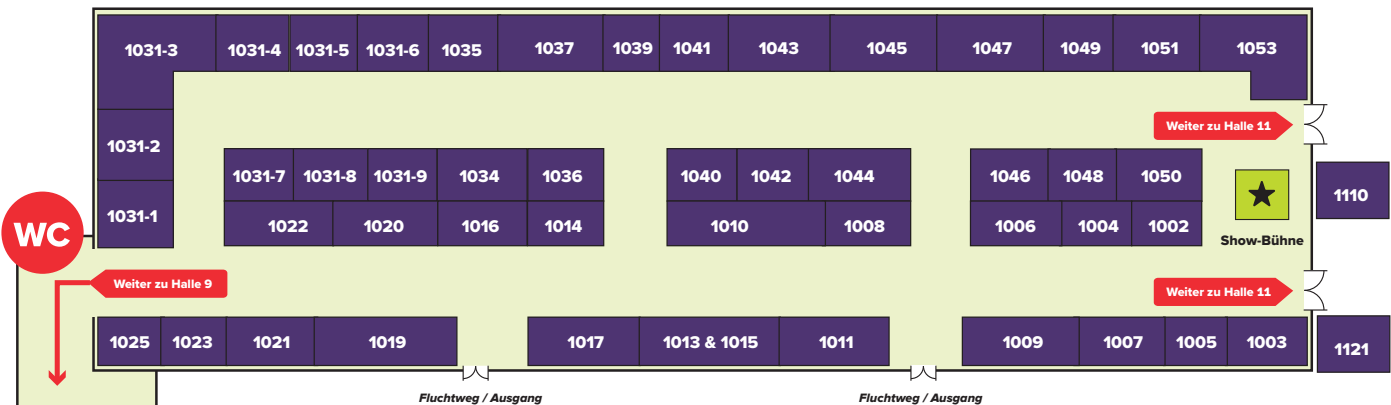 1031-3 1031-4 1031-5 1031-6 1035 1037 1039 1041 1043 1045 1047 1049 1051 1053
Weiter zu Halle 11
1031-2
1031-7 1031-8 1031-9 1034 1036 1040 1042 1044 1046 1048 1050
1110
1031-1
1022 1020 1016 1014 1010 1008 1006 1004 1002
WC
Show-Bühne
Weiter zu Halle 9
Weiter zu Halle 11
1025 1023 1021 1019 1017 1013 & 1015 1011 1009 1007 1005 1003
1121
Fluchtweg / Ausgang Fluchtweg / Ausgang